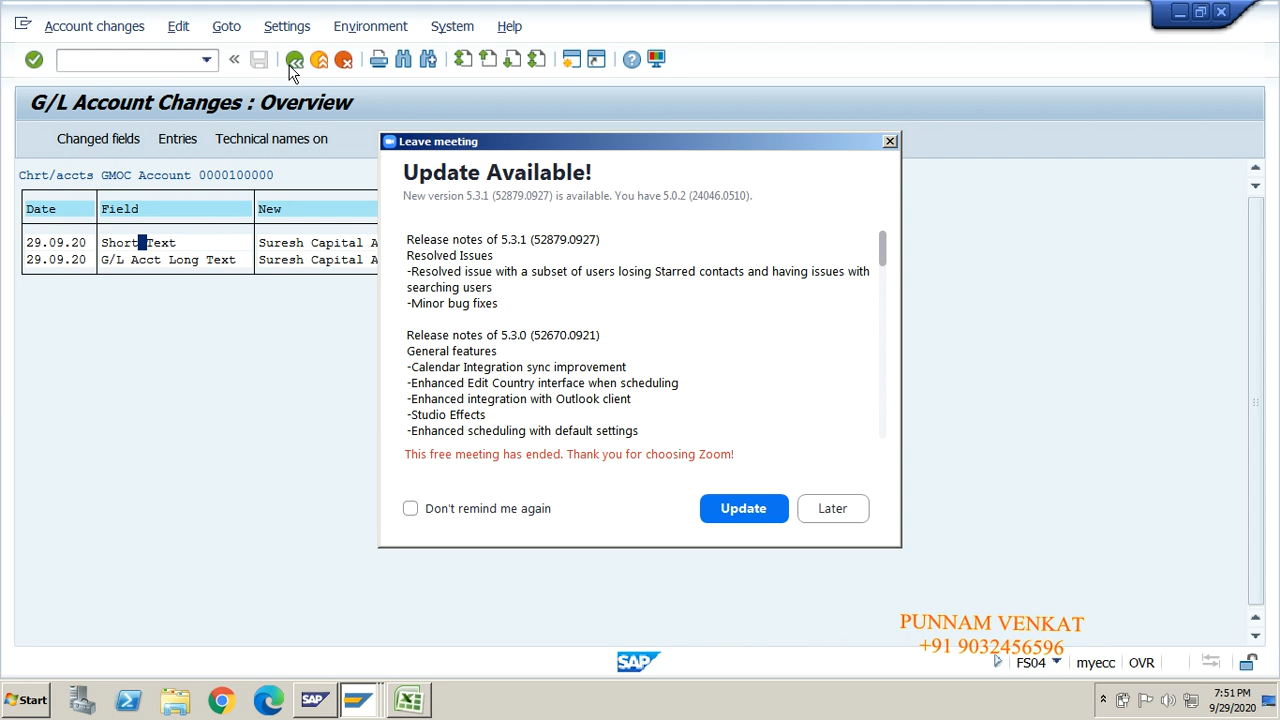 Account changes Edit Goto Settings Environment System Help
G/L Account Changes : Overview
Changed fields Entries Technical names on
Chrt/accts GMOC Account 0000100000
Date Field New
29.09.20 Short Text Suresh Capital A
29.09.20 G/L Acct Long Text Suresh Capital A
Leave meeting
Update Available!
New version 5.3.1 (52879.0927) is available. You have 5.0.2 (24046.0510).
Release notes of 5.3.1 (52879.0927)
Resolved Issues
-Resolved issue with a subset of users losing Starred contacts and having issues with
searching users
-Minor bug fixes
Release notes of 5.3.0 (52670.0921)
General features
-Calendar Integration sync improvement
-Enhanced Edit Country interface when scheduling
-Enhanced integration with Outlook client
-Studio Effects
-Enhanced scheduling with default settings
This free meeting has ended. Thank you for choosing Zoom!
Don't remind me again Update Later
PUNNAM VENKAT
+91 9032456596
SAP FS04 myecc OVR
Start SAP 7:51 PM
9/29/2020